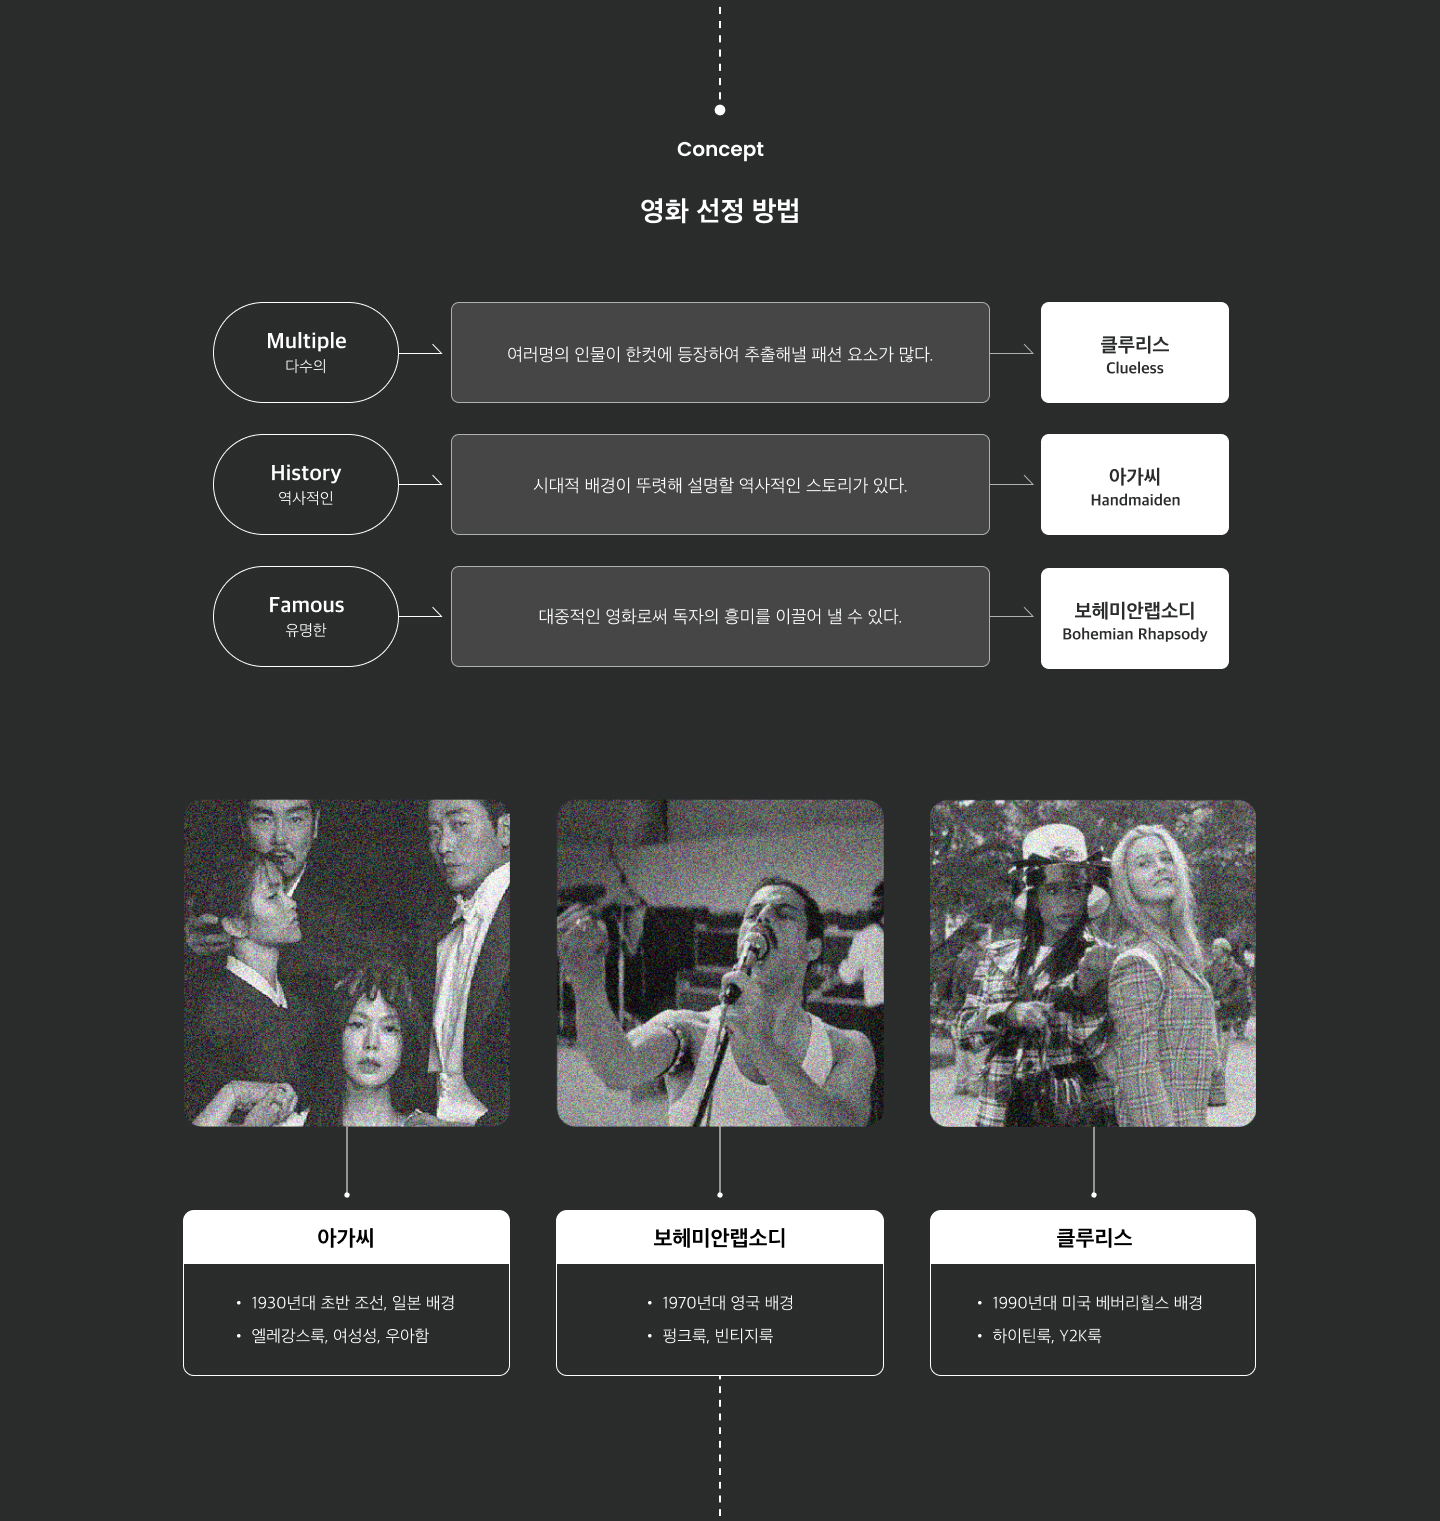 Concept
영화 선정 방법
Multiple
다수의
여러명의 인물이 한컷에 등장하여 추출해낼 패션 요소가 많다.
클루리스
Clueless
History
역사적인
시대적 배경이 뚜렷해 설명할 역사적인 스토리가 있다.
아가씨
Handmaiden
Famous
유명한
대중적인 영화로써 독자의 흥미를 이끌어 낼 수 있다.
보헤미안랩소디
Bohemian Rhapsody
아가씨
• 1930년대 초반 조선, 일본 배경
• 엘레강스룩, 여성성, 우아함
보헤미안랩소디
• 1970년대 영국 배경
• 펑크룩, 빈티지룩
클루리스
• 1990년대 미국 베버리힐스 배경
• 하이틴룩, Y2K룩